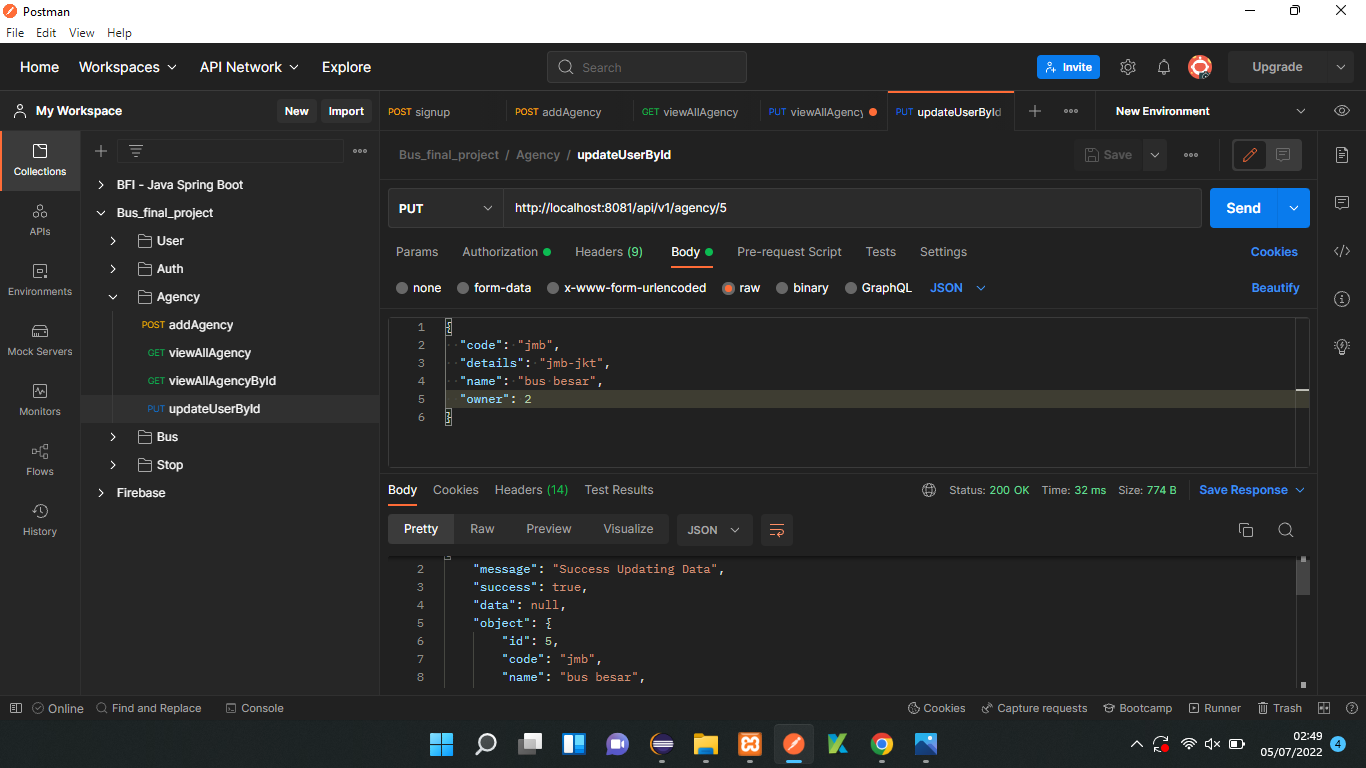 Postman
File Edit View Help
Home Workspaces API Network Explore Search Invite Upgrade
My Workspace New Import POST signup POST addAgency GET viewAllAgency PUT viewAllAgency PUT updateUserById New Environment
Collections
APIs
Environments
Mock Servers
Monitors
Flows
History
BFI - Java Spring Boot
Bus_final_project
User
Auth
Agency
POST addAgency
GET viewAllAgency
GET viewAllAgencyById
PUT updateUserById
Bus
Stop
Firebase
Bus_final_project / Agency / updateUserById Save
PUT http://localhost:8081/api/v1/agency/5 Send
Params Authorization Headers (9) Body Pre-request Script Tests Settings Cookies
none form-data x-www-form-urlencoded raw binary GraphQL JSON Beautify
1 {
2 "code": "jmb",
3 "details": "jmb-jkt",
4 "name": "bus besar",
5 "owner": 2
6 }
Body Cookies Headers (14) Test Results Status: 200 OK Time: 32 ms Size: 774 B Save Response
Pretty Raw Preview Visualize JSON
2 "message": "Success Updating Data",
3 "success": true,
4 "data": null,
5 "object": {
6 "id": 5,
7 "code": "jmb",
8 "name": "bus besar",
Online Find and Replace Console Cookies Capture requests Bootcamp Runner Trash
02:49
05/07/2022 4